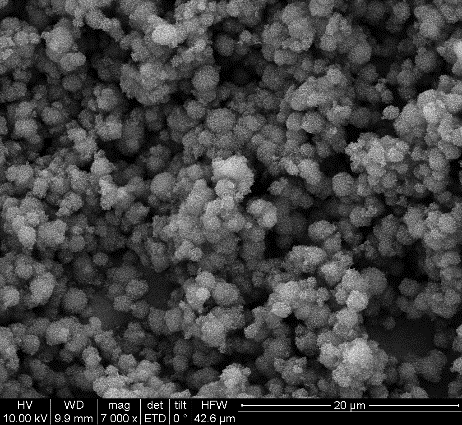 HV WD mag det tilt HFW 20 µm
10.00 kV 9.9 mm 7 000 x ETD 0 ° 42.6 µm